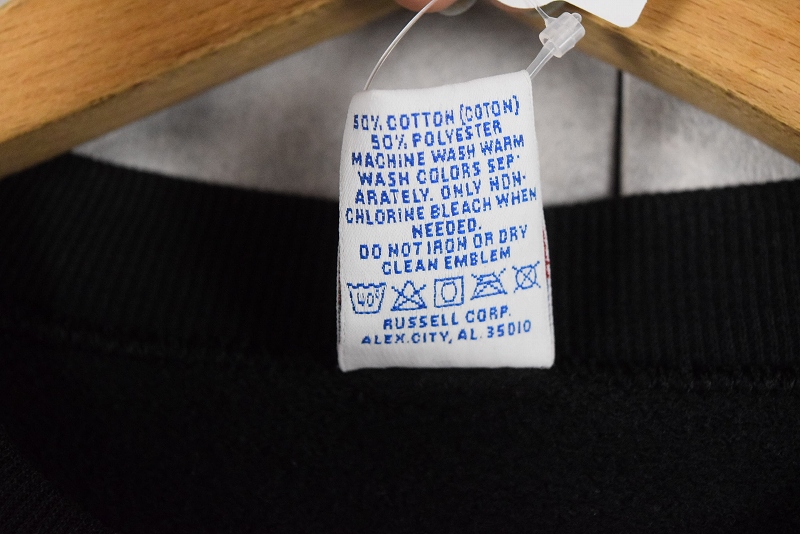 50% COTTON (COTON)
50% POLYESTER
MACHINE WASH WARM
WASH COLORS SEP-
ARATELY. ONLY NON-
CHLORINE BLEACH WHEN
NEEDED.
DO NOT IRON OR DRY
CLEAN EMBLEM
40°
RUSSELL CORP.
ALEX.CITY, AL. 35010